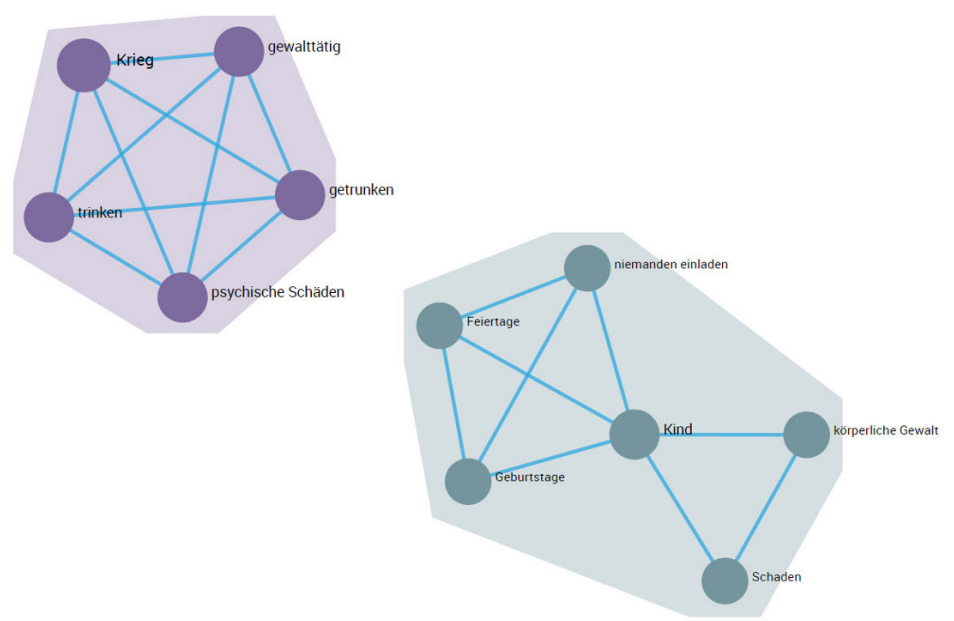 gewalttätig
Krieg
getrunken
trinken
psychische Schäden
niemanden einladen
Feiertage
Kind
körperliche Gewalt
Geburtstage
Schaden